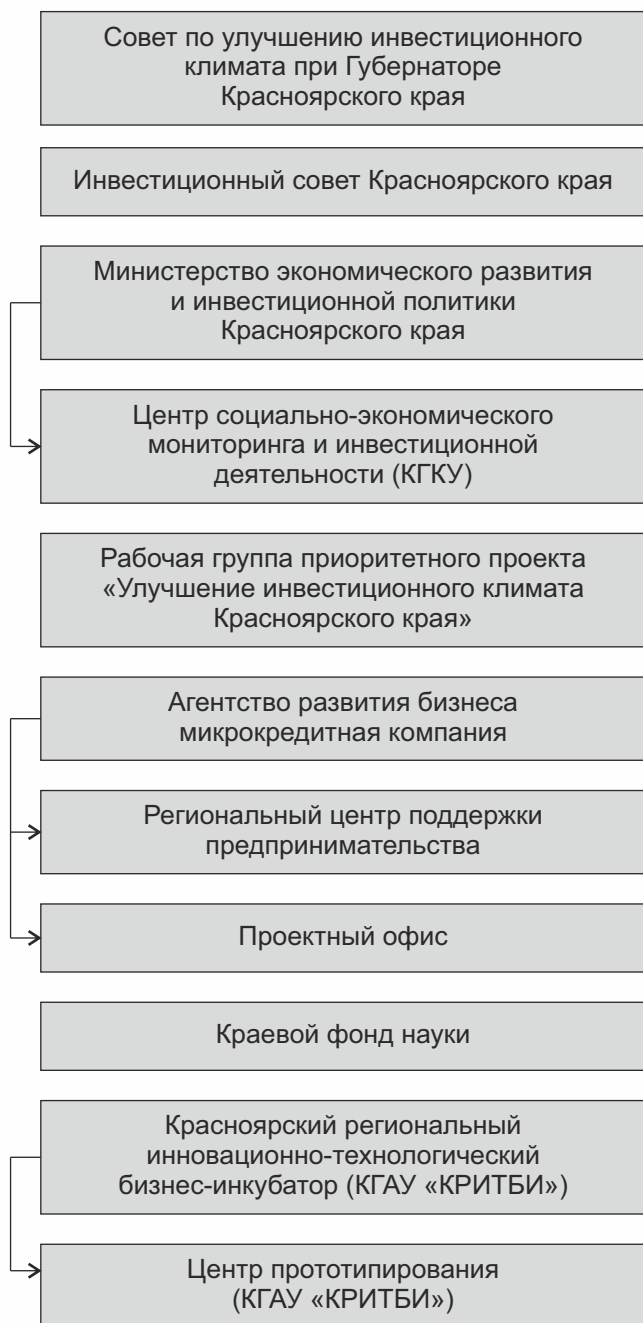 Совет по улучшению инвестиционного
климата при Губернаторе
Красноярского края
Инвестиционный совет Красноярского края
Министерство экономического развития
и инвестиционной политики
Красноярского края
Центр социально-экономического
мониторинга и инвестиционной
деятельности (КГКУ)
Рабочая группа приоритетного проекта
«Улучшение инвестиционного климата
Красноярского края»
Агентство развития бизнеса
микрокредитная компания
Региональный центр поддержки
предпринимательства
Проектный офис
Краевой фонд науки
Красноярский региональный
инновационно-технологический
бизнес-инкубатор (КГАУ «КРИТБИ»)
Центр прототипирования
(КГАУ «КРИТБИ»)